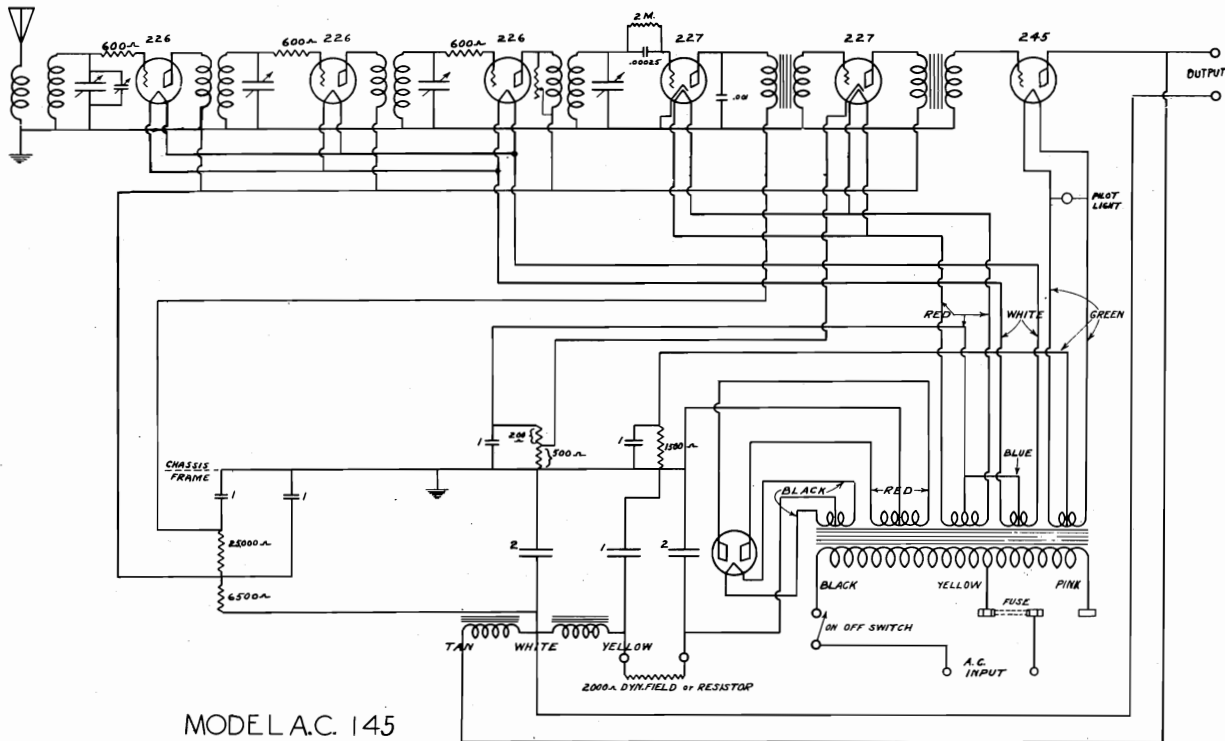 226
226
226
2 M.
227
227
245
600Ω
600Ω
600Ω
.00025
.001
OUTPUT
PILOT
LIGHT
RED
WHITE
GREEN
1
200
500Ω
1
1500Ω
BLUE
CHASSIS
FRAME
1
1
BLACK
RED
25000Ω
2
1
2
6500Ω
BLACK
YELLOW
PINK
FUSE
ON OFF SWITCH
TAN
WHITE
YELLOW
A.C.
INPUT
2000Ω DYN.FIELD or RESISTOR
MODEL A.C. 145